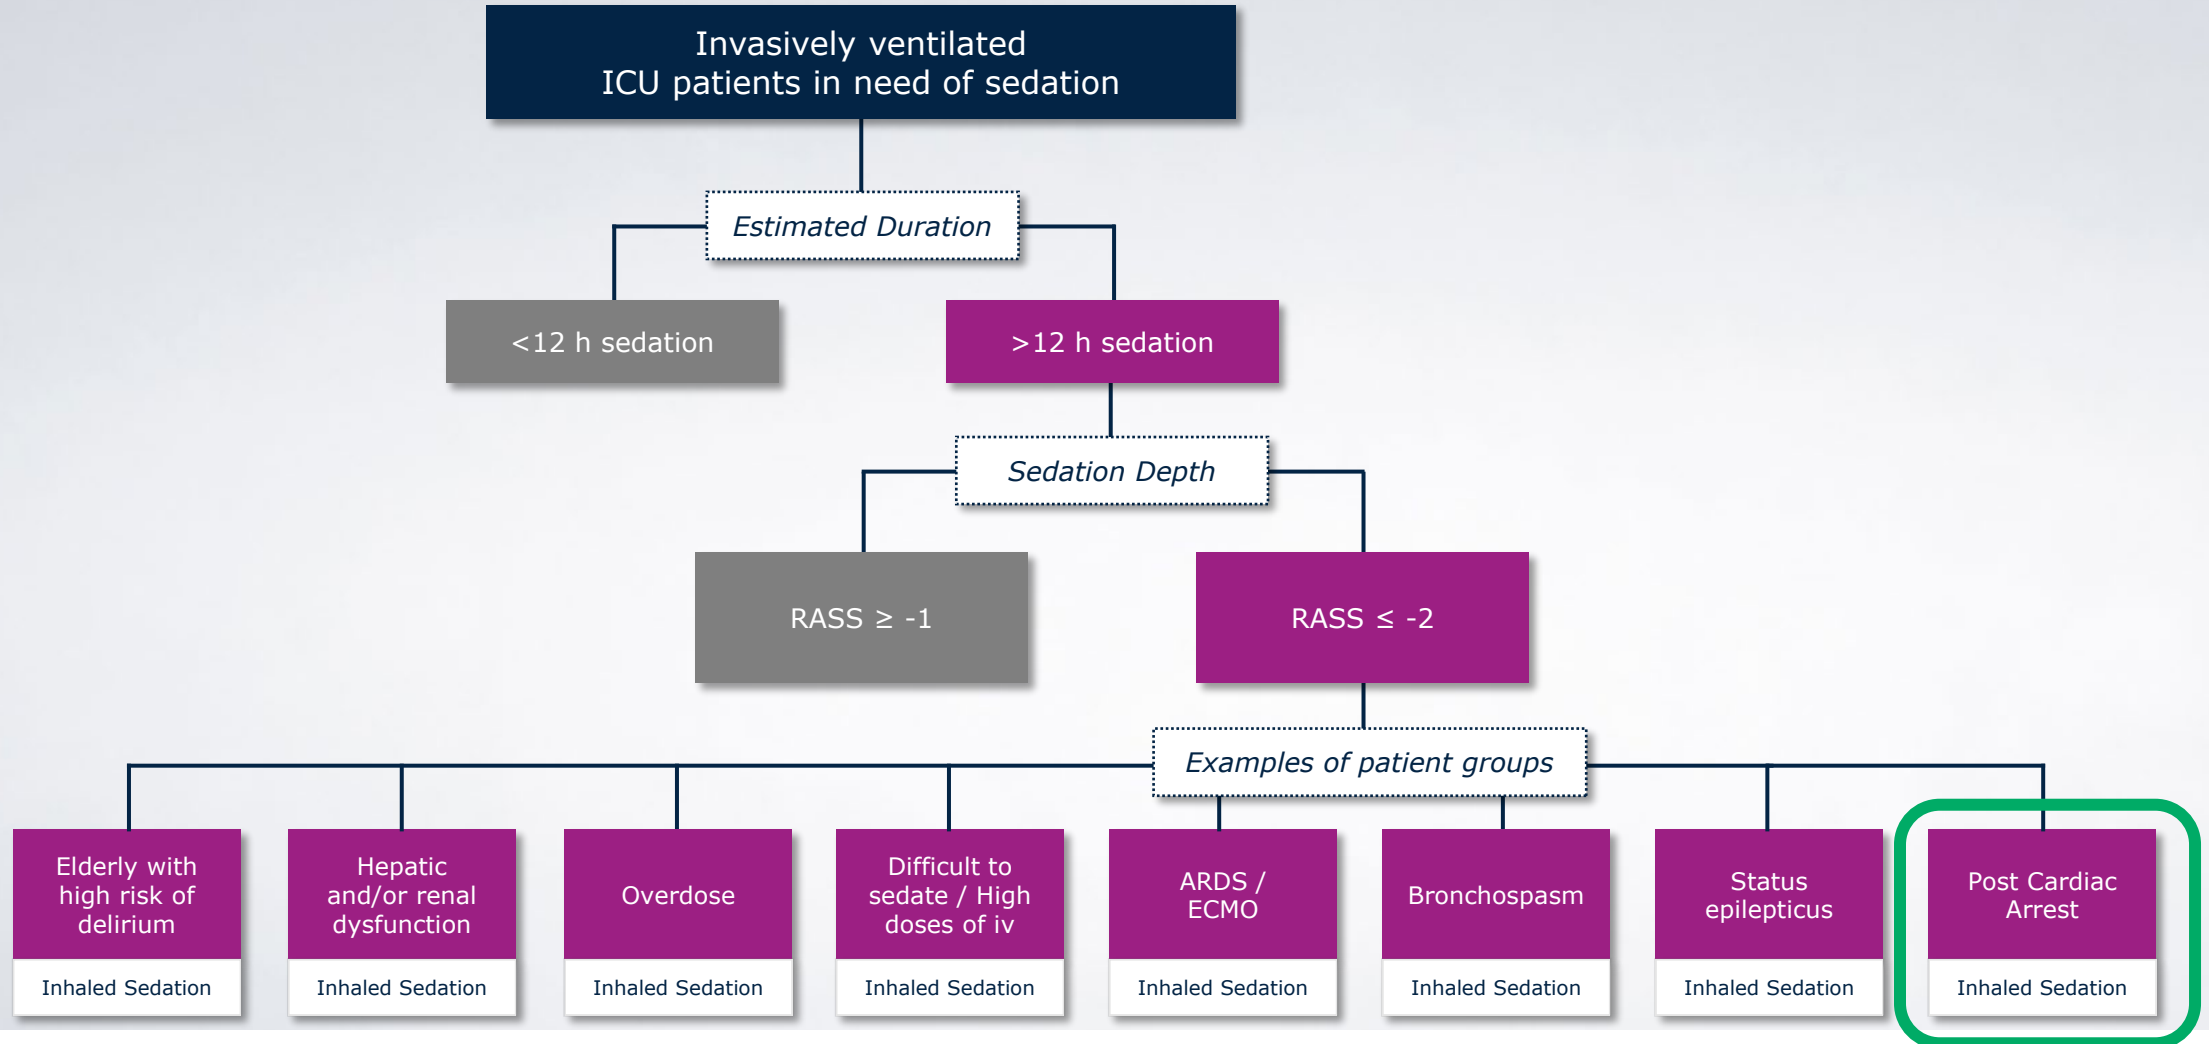 Invasively ventilated
ICU patients in need of sedation
Estimated Duration
<12 h sedation
>12 h sedation
Sedation Depth
RASS ≥ -1
RASS ≤ -2
Examples of patient groups
Elderly with
high risk of
delirium
Inhaled Sedation
Hepatic
and/or renal
dysfunction
Inhaled Sedation
Overdose
Inhaled Sedation
Difficult to
sedate / High
doses of iv
Inhaled Sedation
ARDS /
ECMO
Inhaled Sedation
Bronchospasm
Inhaled Sedation
Status
epilepticus
Inhaled Sedation
Post Cardiac
Arrest
Inhaled Sedation